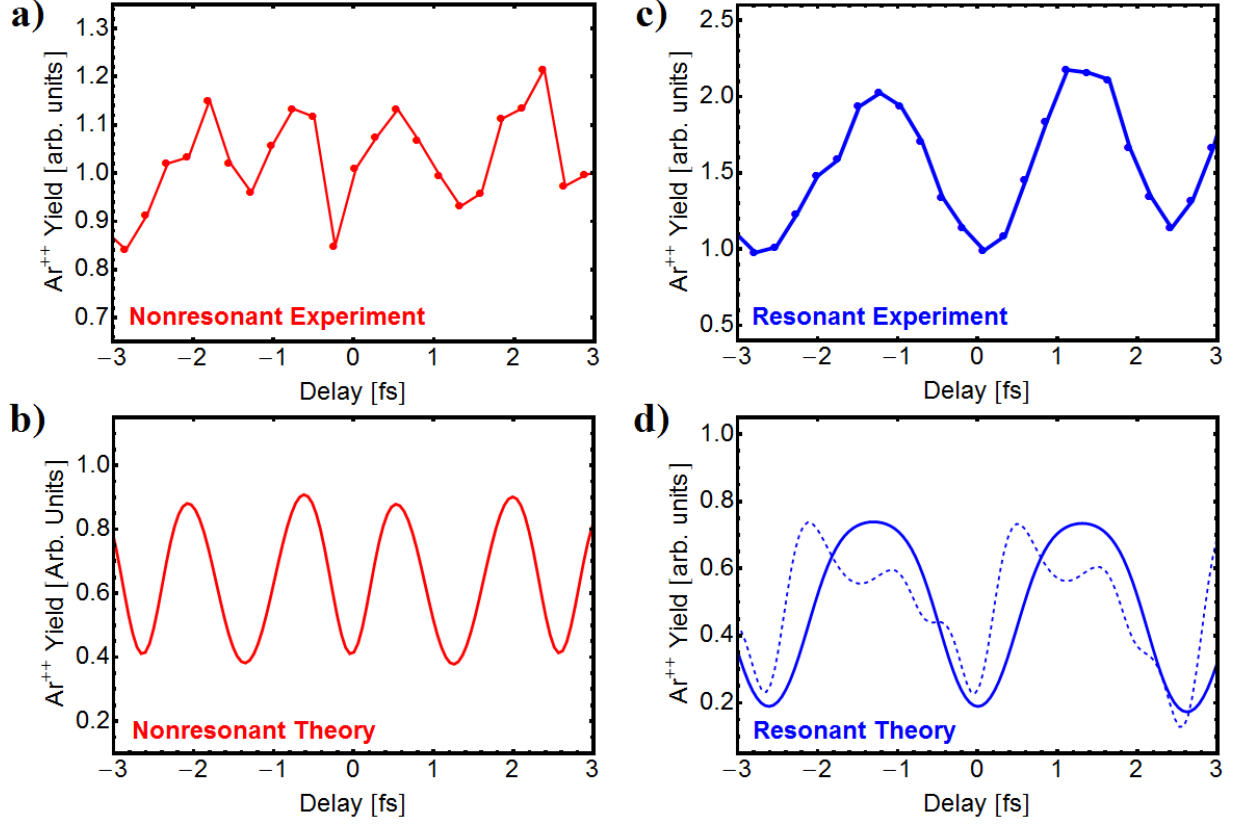 a)
1.3
1.2
1.1
1.0
0.9
0.8
0.7
Ar++ Yield [arb. units]
Nonresonant Experiment
−3 −2 −1 0 1 2 3
Delay [fs]
c)
2.5
2.0
1.5
1.0
0.5
Ar++ Yield [arb. units]
Resonant Experiment
−3 −2 −1 0 1 2 3
Delay [fs]
b)
1.0
0.8
0.6
0.4
0.2
Ar++ Yield [Arb. Units]
Nonresonant Theory
−3 −2 −1 0 1 2 3
Delay [fs]
d)
1.0
0.8
0.6
0.4
0.2
Ar++ Yield [arb. units]
Resonant Theory
−3 −2 −1 0 1 2 3
Delay [fs]